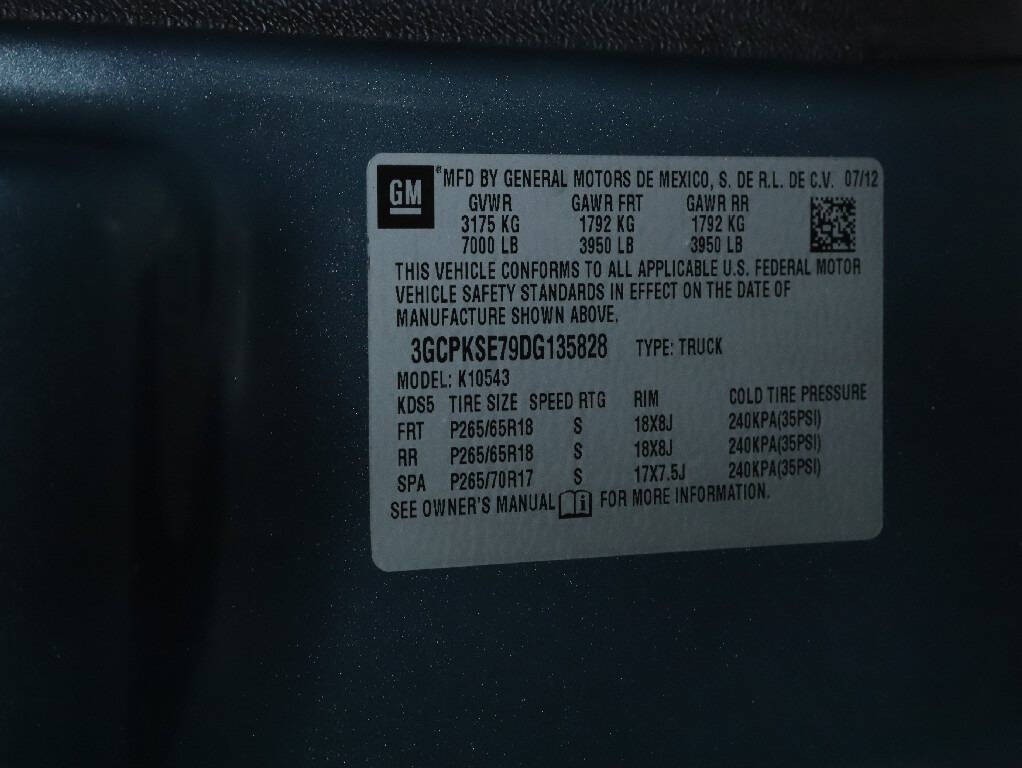 GM ® MFD BY GENERAL MOTORS DE MEXICO, S. DE R.L. DE C.V. 07/12
GVWR GAWR FRT GAWR RR
3175 KG 1792 KG 1792 KG
7000 LB 3950 LB 3950 LB
THIS VEHICLE CONFORMS TO ALL APPLICABLE U.S. FEDERAL MOTOR
VEHICLE SAFETY STANDARDS IN EFFECT ON THE DATE OF
MANUFACTURE SHOWN ABOVE.
3GCPKSE79DG135828 TYPE: TRUCK
MODEL: K10543
KDS5 TIRE SIZE SPEED RTG RIM COLD TIRE PRESSURE
FRT P265/65R18 S 18X8J 240KPA(35PSI)
RR P265/65R18 S 18X8J 240KPA(35PSI)
SPA P265/70R17 S 17X7.5J 240KPA(35PSI)
SEE OWNER'S MANUAL FOR MORE INFORMATION.